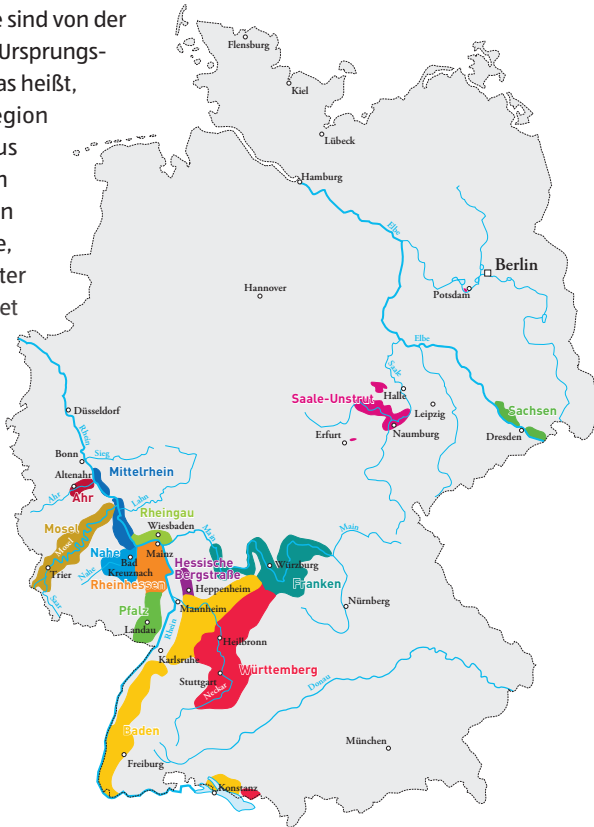 e sind von der
Ursprungs-
as heißt,
egion
us
n
n
e,
ter
et
Flensburg
Kiel
Lübeck
Hamburg
Elbe
Berlin
Potsdam
Hannover
Elbe
Saale
Saale-Unstrut
Halle
Leipzig
Sachsen
Naumburg
Dresden
Erfurt
Düsseldorf
Rhein
Bonn
Sieg
Altenahr
Mittelrhein
Ahr
Ahr
Lahn
Rheingau
Mosel
Wiesbaden
Main
Main
Mosel
Nahe
Mainz
Bad
Kreuznach
Hessische
Bergstraße
Würzburg
Trier
Nahe
Rheinhessen
Franken
Heppenheim
Saar
Pfalz
Mannheim
Nürnberg
Landau
Rhein
Heilbronn
Karlsruhe
Württemberg
Stuttgart
Neckar
Donau
Baden
München
Freiburg
Konstanz